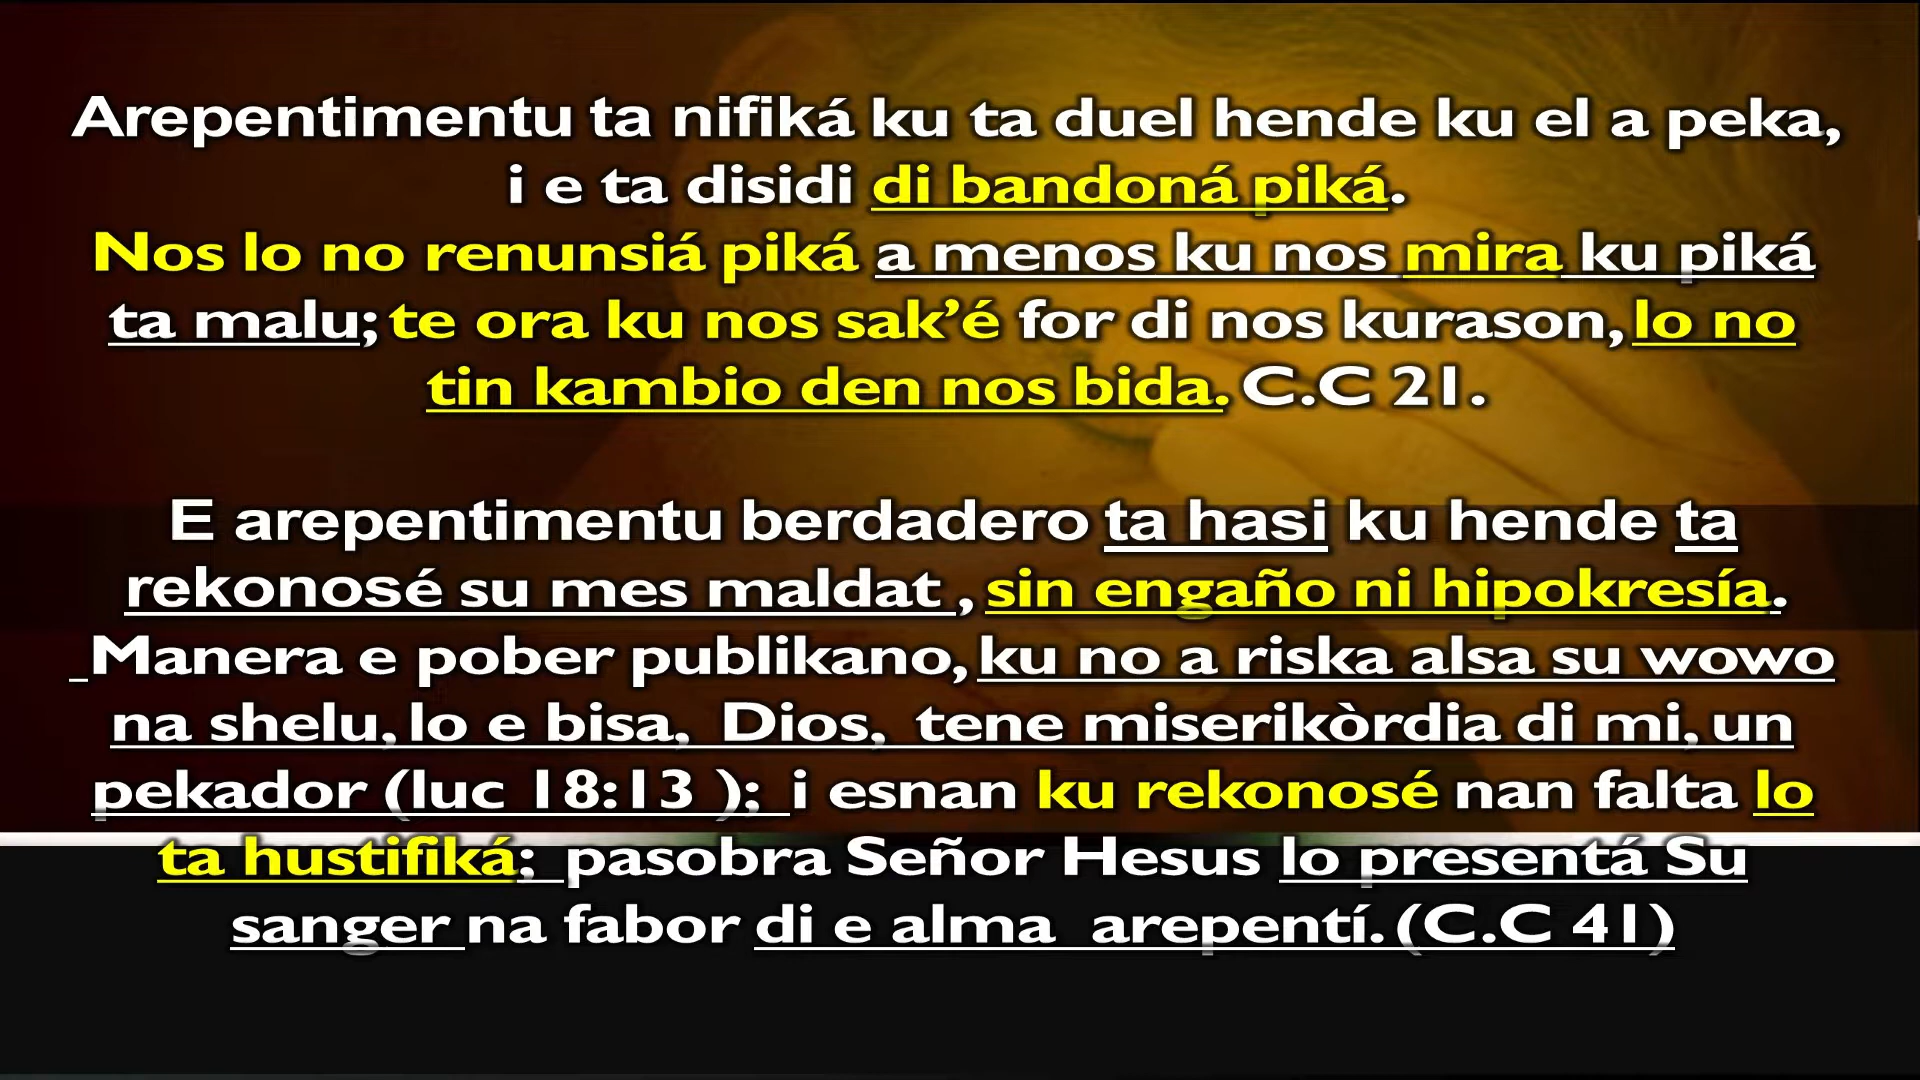 Arepentimentu ta nifiká ku ta duel hende ku el a peka,
i e ta disidi di bandoná piká.
Nos lo no renunsiá piká a menos ku nos mira ku piká
ta malu; te ora ku nos sak’é for di nos kurason, lo no
tin kambio den nos bida. C.C 21.
E arepentimentu berdadero ta hasi ku hende ta
rekonosé su mes maldat , sin engaño ni hipokresía.
Manera e pober publikano, ku no a riska alsa su wowo
na shelu, lo e bisa, Dios, tene miserikòrdia di mi, un
pekador (luc 18:13 ); i esnan ku rekonosé nan falta lo
ta hustifiká; pasobra Señor Hesus lo presentá Su
sanger na fabor di e alma arepentí. (C.C 41)